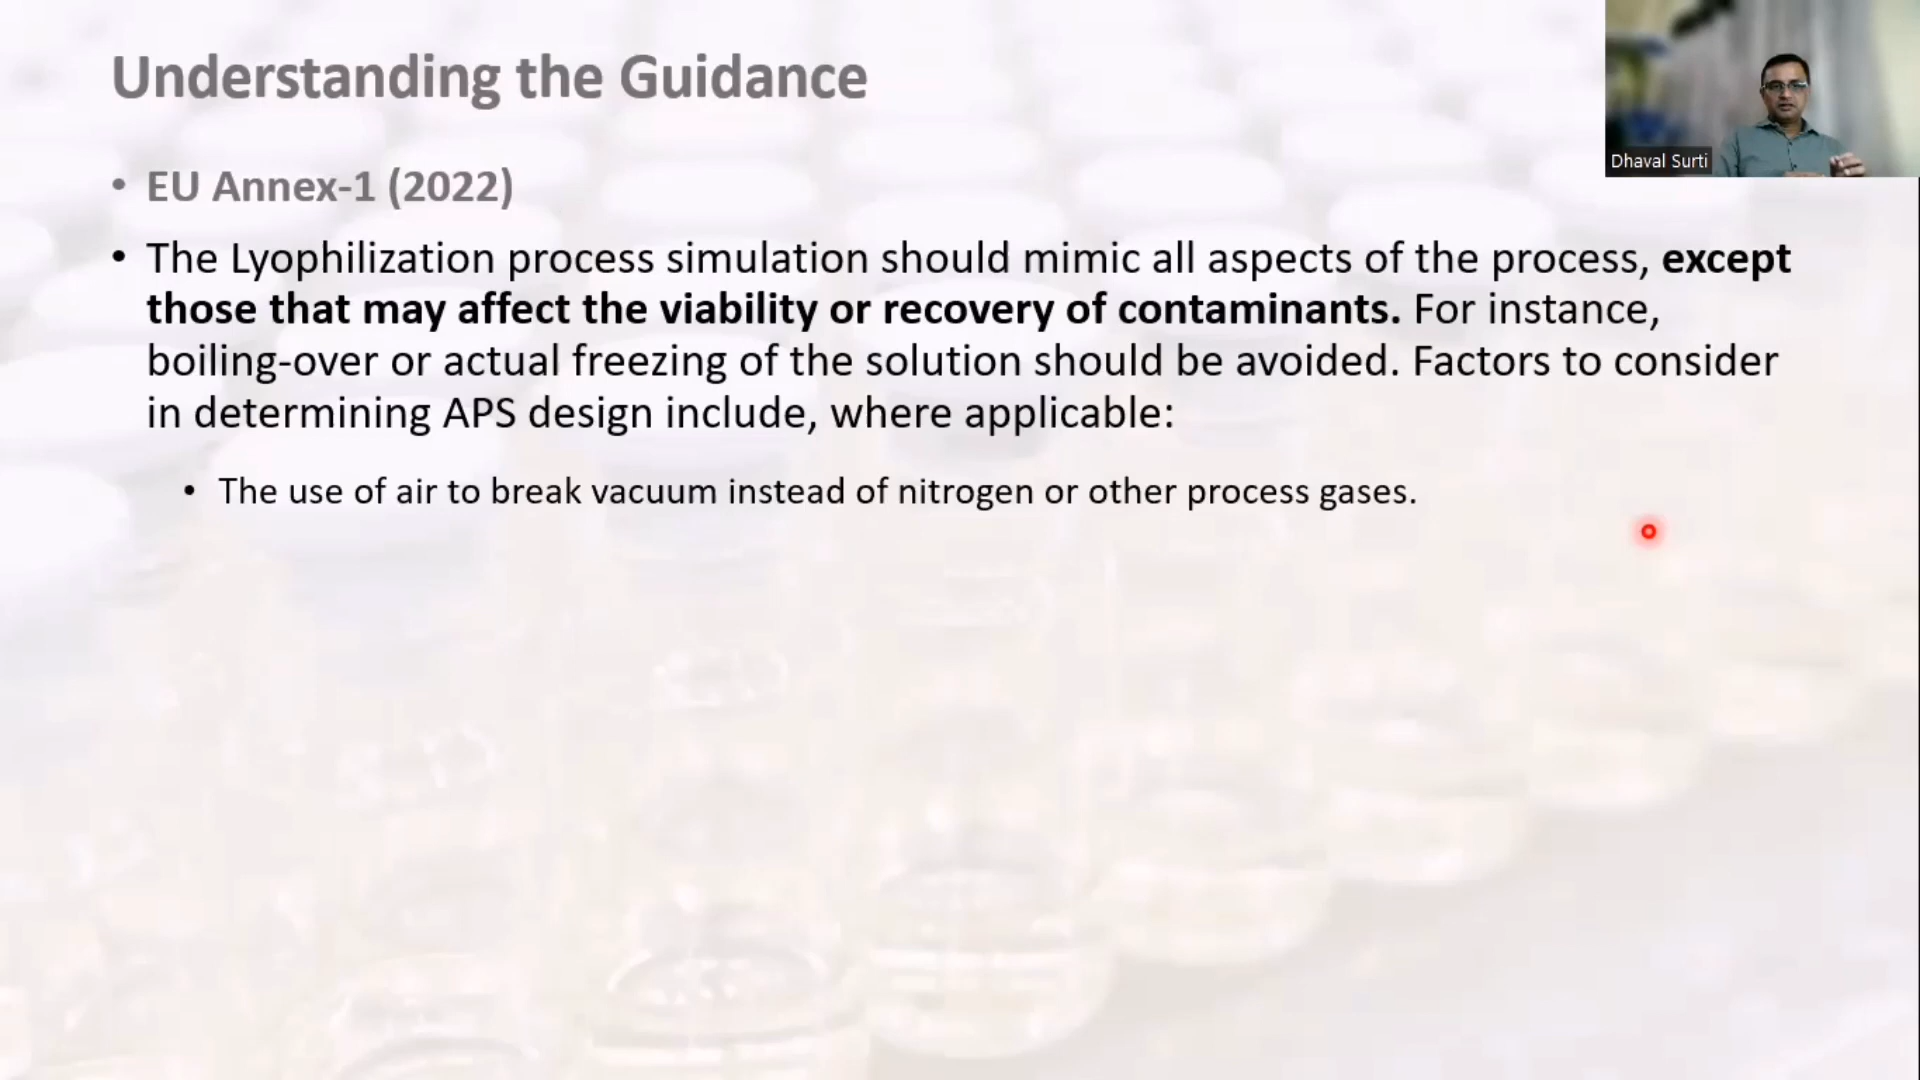 Understanding the Guidance
Dhaval Surti
• EU Annex-1 (2022)
• The Lyophilization process simulation should mimic all aspects of the process, except
those that may affect the viability or recovery of contaminants. For instance,
boiling-over or actual freezing of the solution should be avoided. Factors to consider
in determining APS design include, where applicable:
• The use of air to break vacuum instead of nitrogen or other process gases.